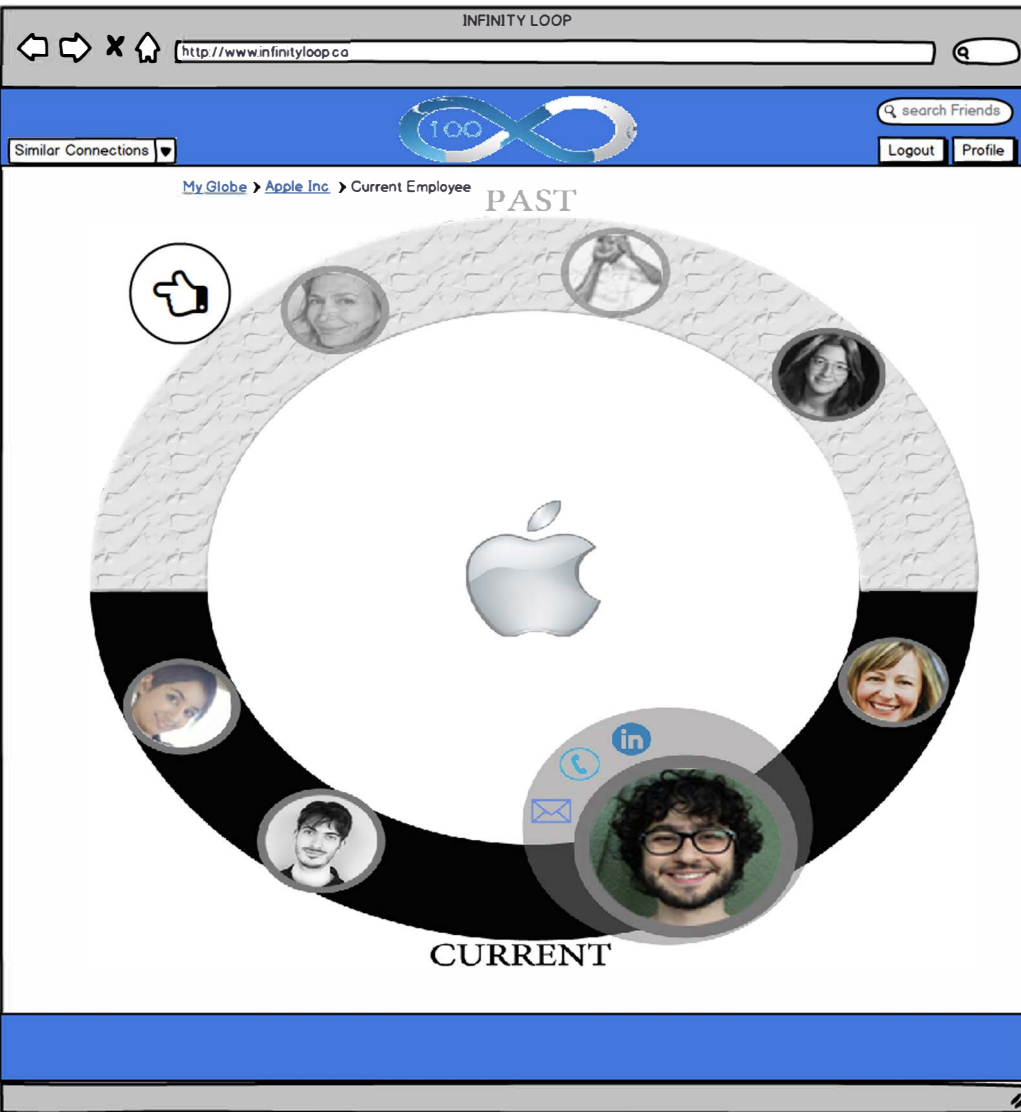 INFINITY LOOP
http://www.infinityloop.ca
100
search Friends
Similar Connections
Logout
Profile
My Globe > Apple Inc > Current Employee
PAST
in
CURRENT